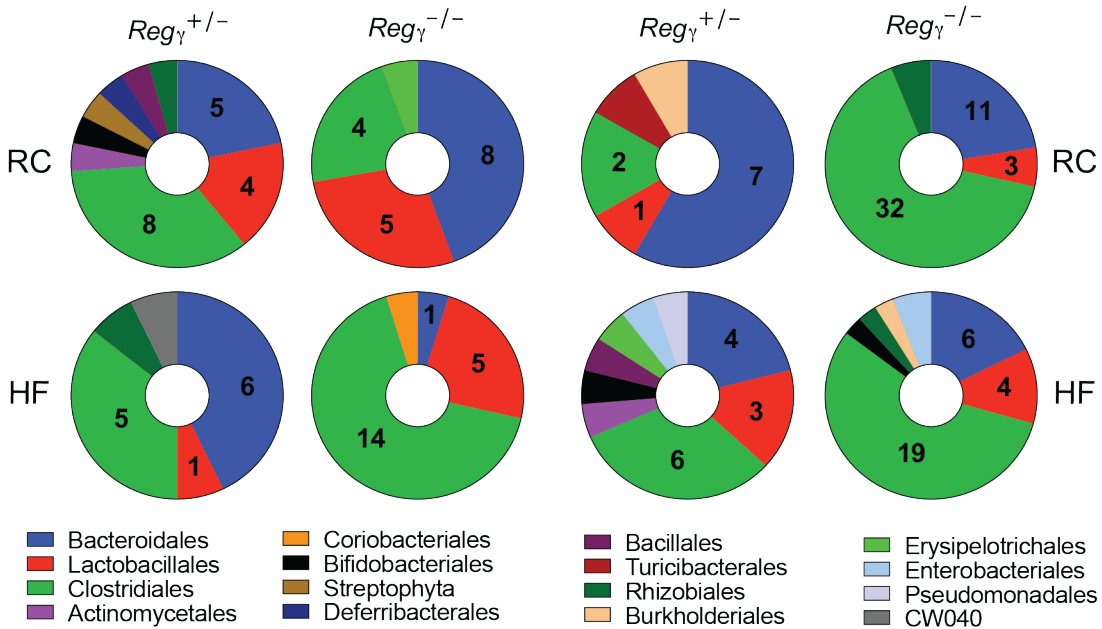 Regγ+/− Regγ−/− Regγ+/− Regγ−/−
RC 5 4 8 8 5 4 7 1 2 11 3 32 RC
HF 6 1 5 1 5 14 4 3 6 6 4 19 HF
Bacteroidales
Lactobacillales
Clostridiales
Actinomycetales
Coriobacteriales
Bifidobacteriales
Streptophyta
Deferribacterales
Bacillales
Turicibacterales
Rhizobiales
Burkholderiales
Erysipelotrichales
Enterobacteriales
Pseudomonadales
CW040